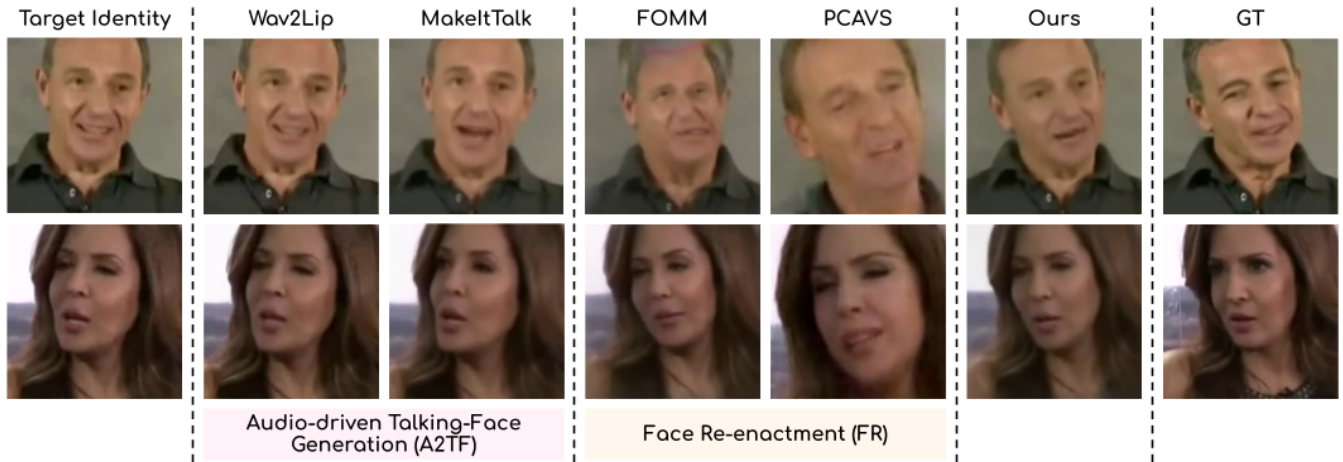 Target Identity Wav2Lip MakeItTalk FOMM PCAVS Ours GT
Audio-driven Talking-Face
Generation (A2TF)
Face Re-enactment (FR)